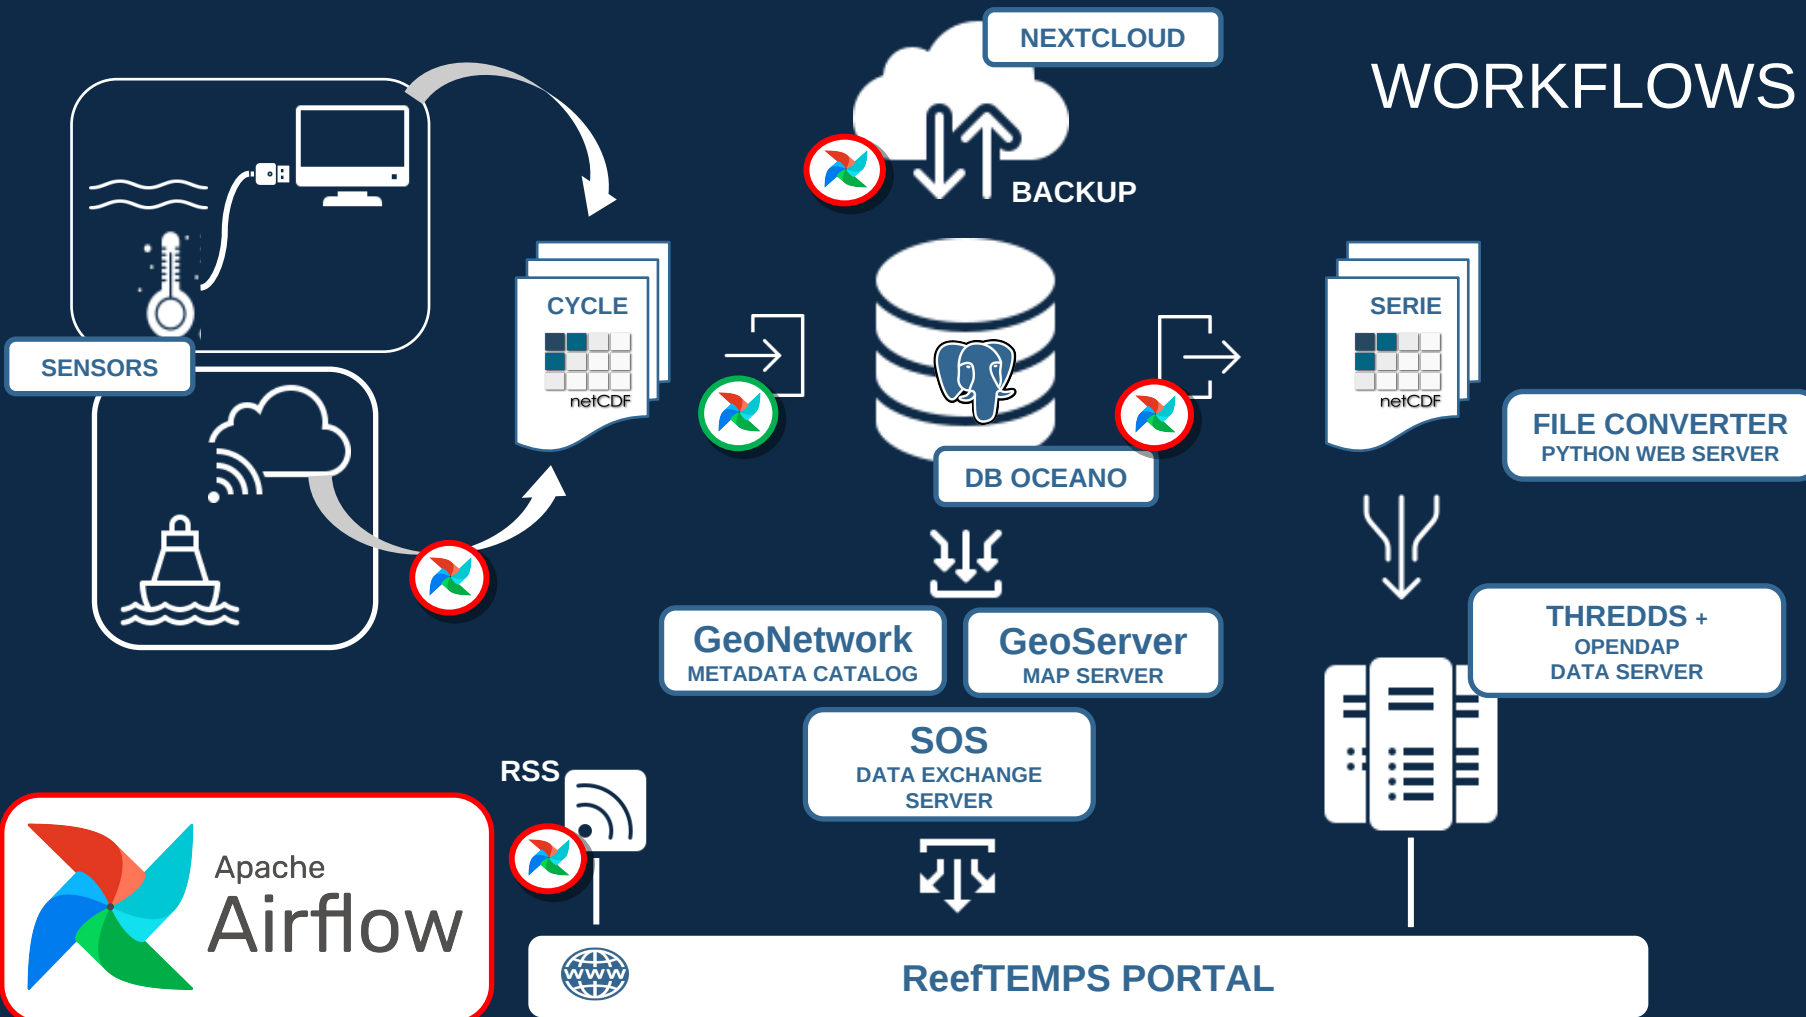 WORKFLOWS
NEXTCLOUD
BACKUP
SENSORS
CYCLE
netCDF
DB OCEANO
SERIE
netCDF
FILE CONVERTER
PYTHON WEB SERVER
GeoNetwork
METADATA CATALOG
GeoServer
MAP SERVER
SOS
DATA EXCHANGE
SERVER
THREDDS +
OPENDAP
DATA SERVER
RSS
Apache
Airflow
www
ReefTEMPS PORTAL